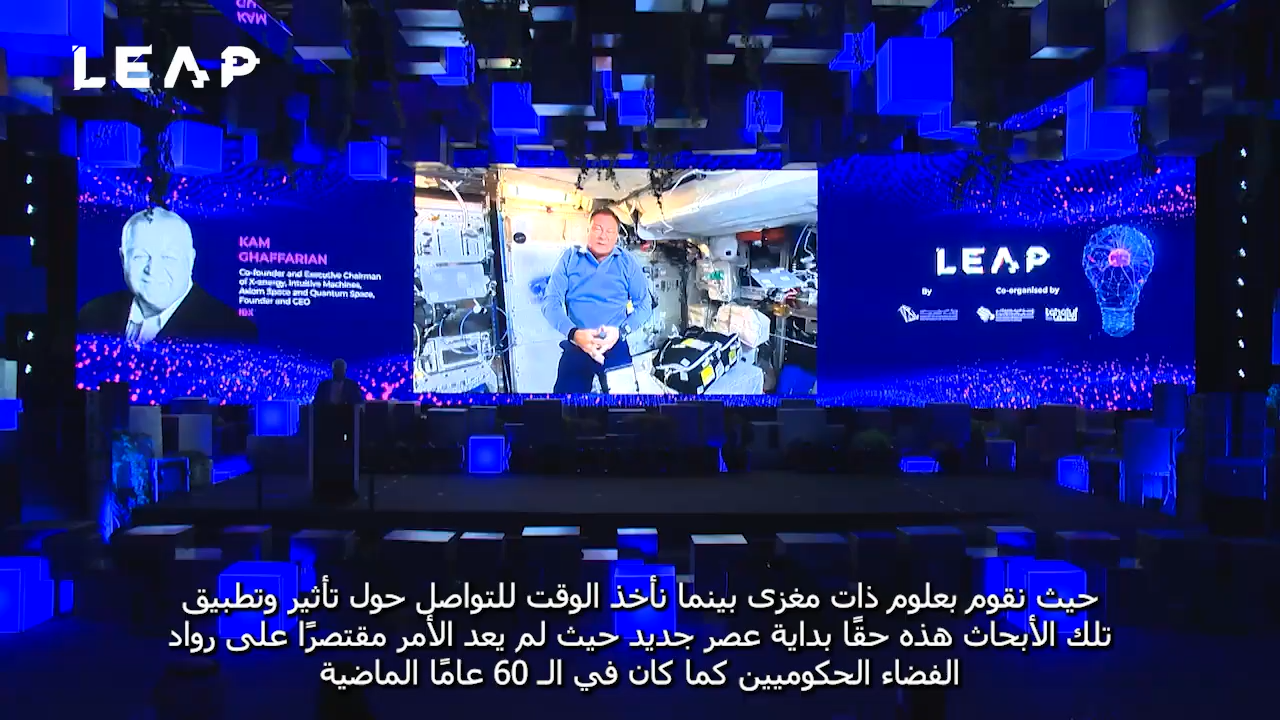 LEAP
KAM
GHAFFARIAN
Co-founder and Executive Chairman
of X-energy, Intuitive Machines,
Axiom Space and Quantum Space,
Founder and CEO
IBX
LEAP
By
Co-organised by
tahaluf
حيث نقوم بعلوم ذات مغزى بينما نأخذ الوقت للتواصل حول تأثير وتطبيق
تلك الأبحاث هذه حقًا بداية عصر جديد حيث لم يعد الأمر مقتصرًا على رواد
الفضاء الحكوميين كما كان في الـ 60 عامًا الماضية